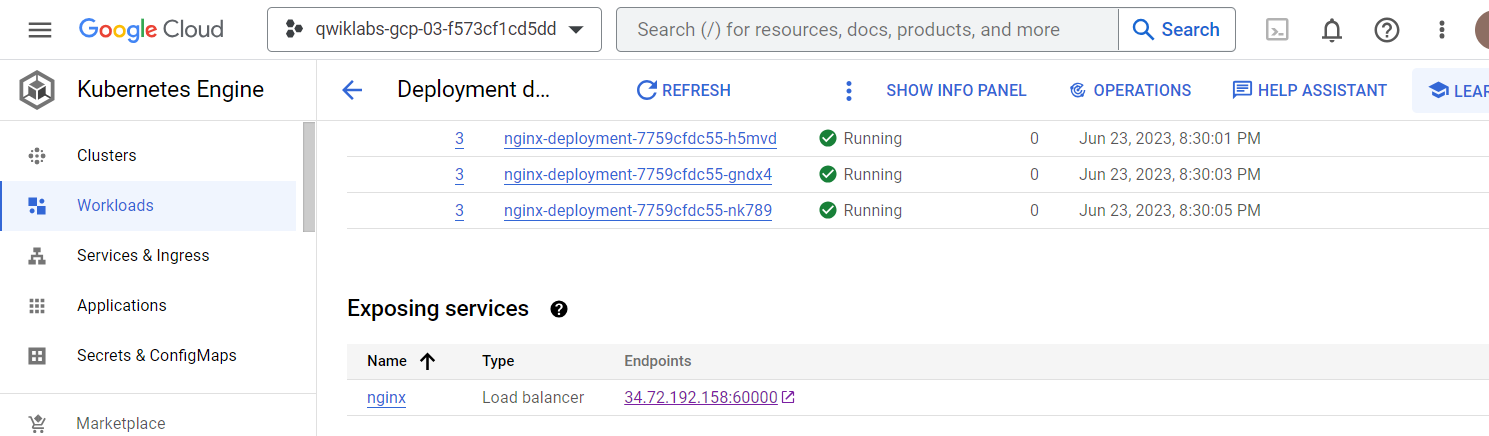 Google Cloud
qwiklabs-gcp-03-f573cf1cd5dd
Search (/) for resources, docs, products, and more
Search
Kubernetes Engine
Deployment d...
REFRESH
SHOW INFO PANEL
OPERATIONS
HELP ASSISTANT
LEAR
Clusters
Workloads
Services & Ingress
Applications
Secrets & ConfigMaps
Marketplace
3 nginx-deployment-7759cfdc55-h5mvd Running 0 Jun 23, 2023, 8:30:01 PM
3 nginx-deployment-7759cfdc55-gndx4 Running 0 Jun 23, 2023, 8:30:03 PM
3 nginx-deployment-7759cfdc55-nk789 Running 0 Jun 23, 2023, 8:30:05 PM
Exposing services
Name Type Endpoints
nginx Load balancer 34.72.192.158:60000